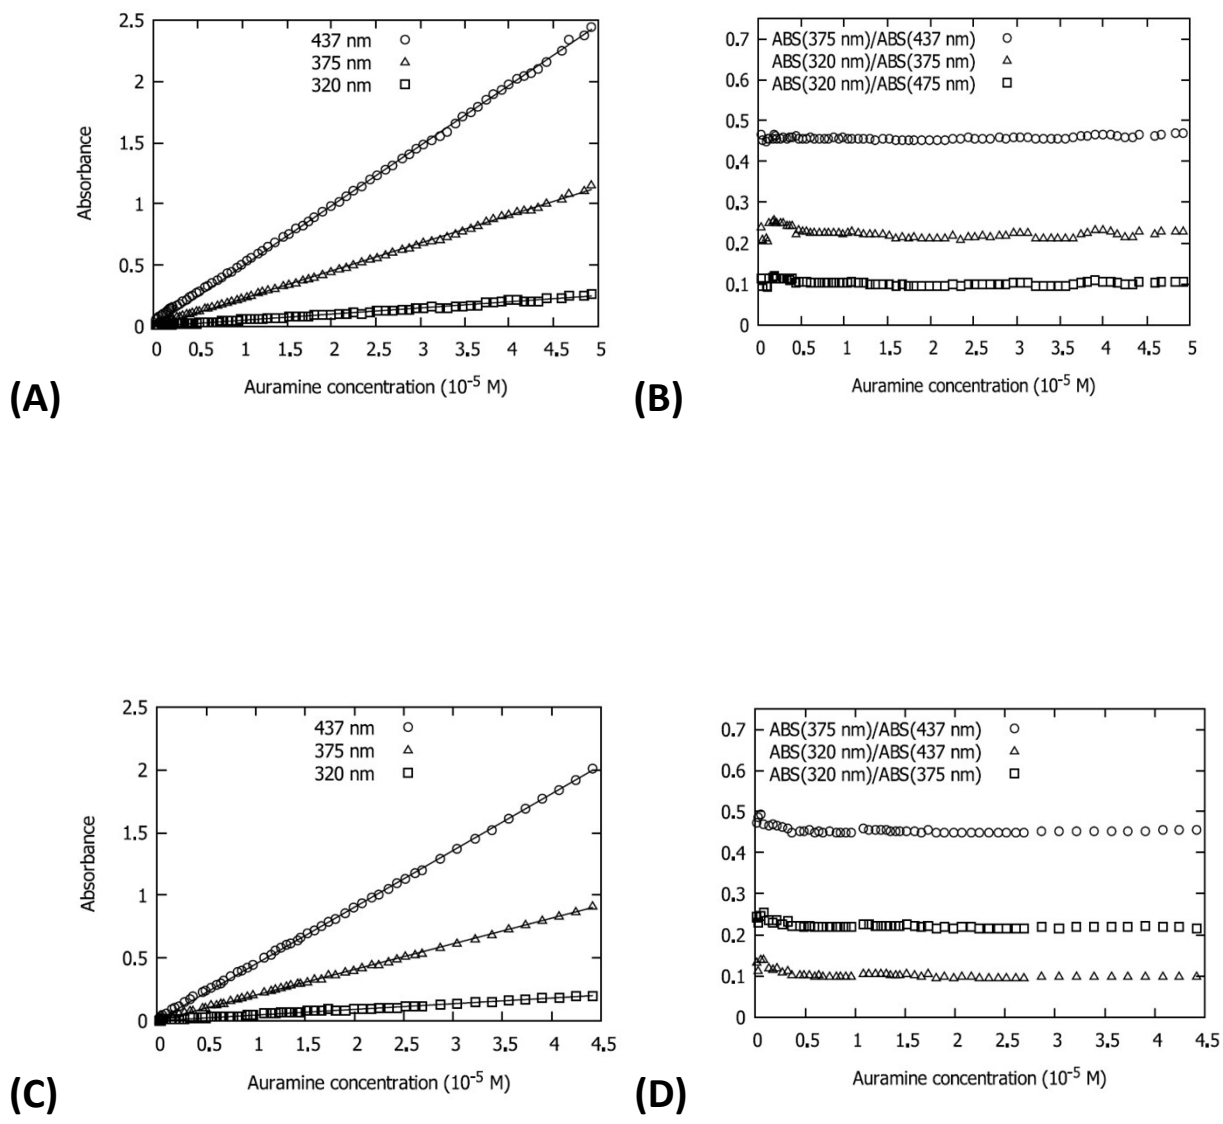 437 nm
375 nm
320 nm
2.5
2
1.5
1
0.5
0
Absorbance
0 0.5 1 1.5 2 2.5 3 3.5 4 4.5 5
Auramine concentration (10⁻⁵ M)
(A)
ABS(375 nm)/ABS(437 nm)
ABS(320 nm)/ABS(375 nm)
ABS(320 nm)/ABS(475 nm)
0.7
0.6
0.5
0.4
0.3
0.2
0.1
0
0 0.5 1 1.5 2 2.5 3 3.5 4 4.5 5
Auramine concentration (10⁻⁵ M)
(B)
437 nm
375 nm
320 nm
2.5
2
1.5
1
0.5
0
Absorbance
0 0.5 1 1.5 2 2.5 3 3.5 4 4.5
Auramine concentration (10⁻⁵ M)
(C)
ABS(375 nm)/ABS(437 nm)
ABS(320 nm)/ABS(437 nm)
ABS(320 nm)/ABS(375 nm)
0.7
0.6
0.5
0.4
0.3
0.2
0.1
0
0 0.5 1 1.5 2 2.5 3 3.5 4 4.5
Auramine concentration (10⁻⁵ M)
(D)